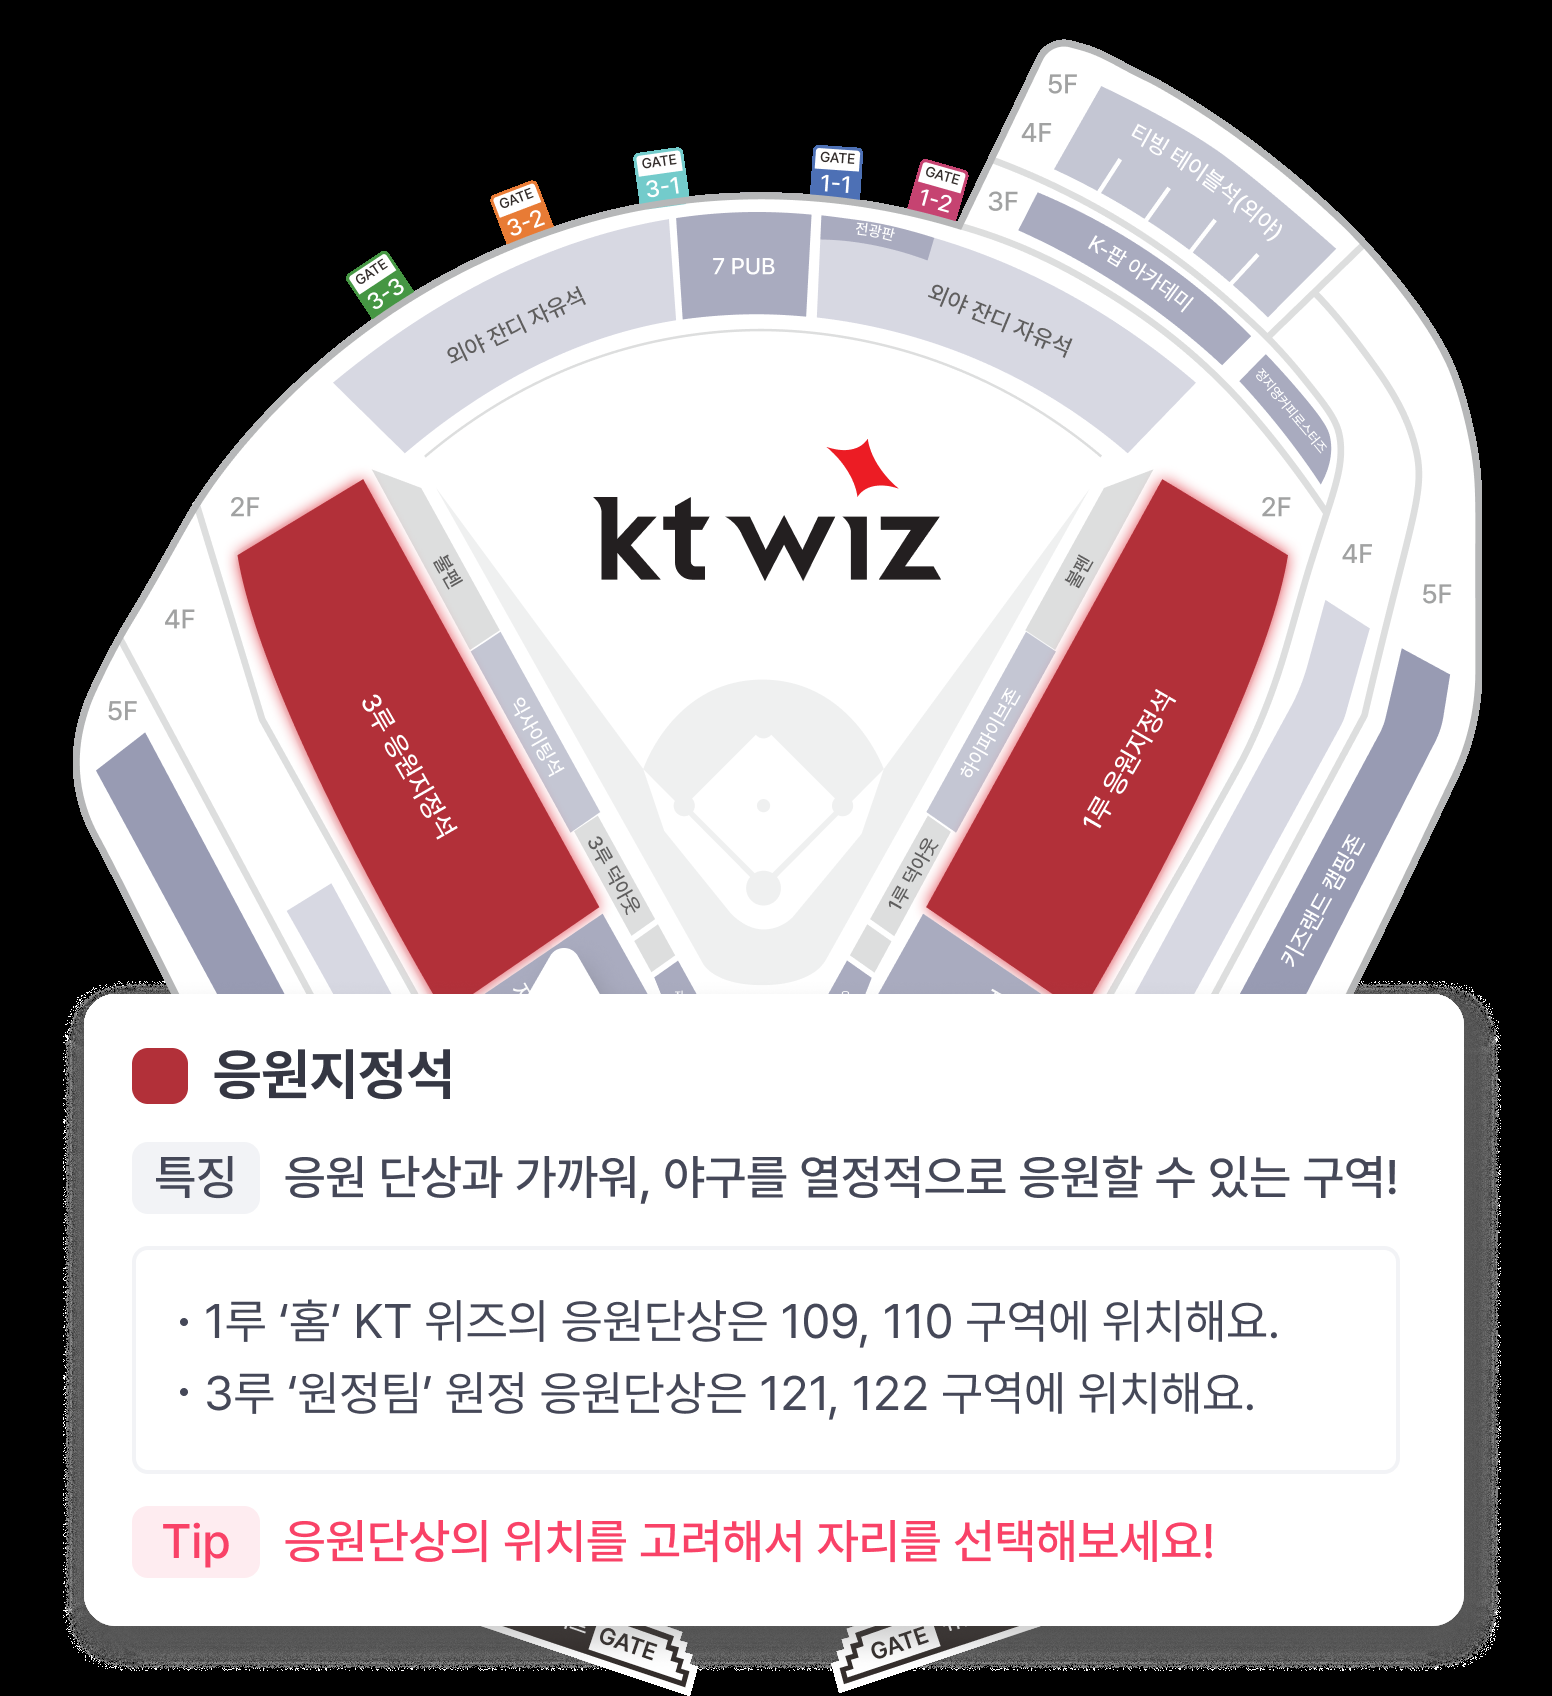 5F
4F
티빙 테이블석(외야)
GATE
3-1
GATE
1-1
GATE
1-2
GATE
3-2
3F
K-팝 아카데미
전광판
7 PUB
GATE
3-3
외야 잔디 자유석
외야 잔디 자유석
정지영커피로스터즈
kt wiz
2F
2F
4F
5F
불펜
불펜
4F
5F
3루 응원지정석
익사이팅석
하이파이브존
1루 응원지정석
3루 덕아웃
1루 덕아웃
키즈랜드 캠핑존
응원지정석
특징 응원 단상과 가까워, 야구를 열정적으로 응원할 수 있는 구역!
· 1루 ‘홈’ KT 위즈의 응원단상은 109, 110 구역에 위치해요.
· 3루 ‘원정팀’ 원정 응원단상은 121, 122 구역에 위치해요.
Tip 응원단상의 위치를 고려해서 자리를 선택해보세요!
GATE
GATE